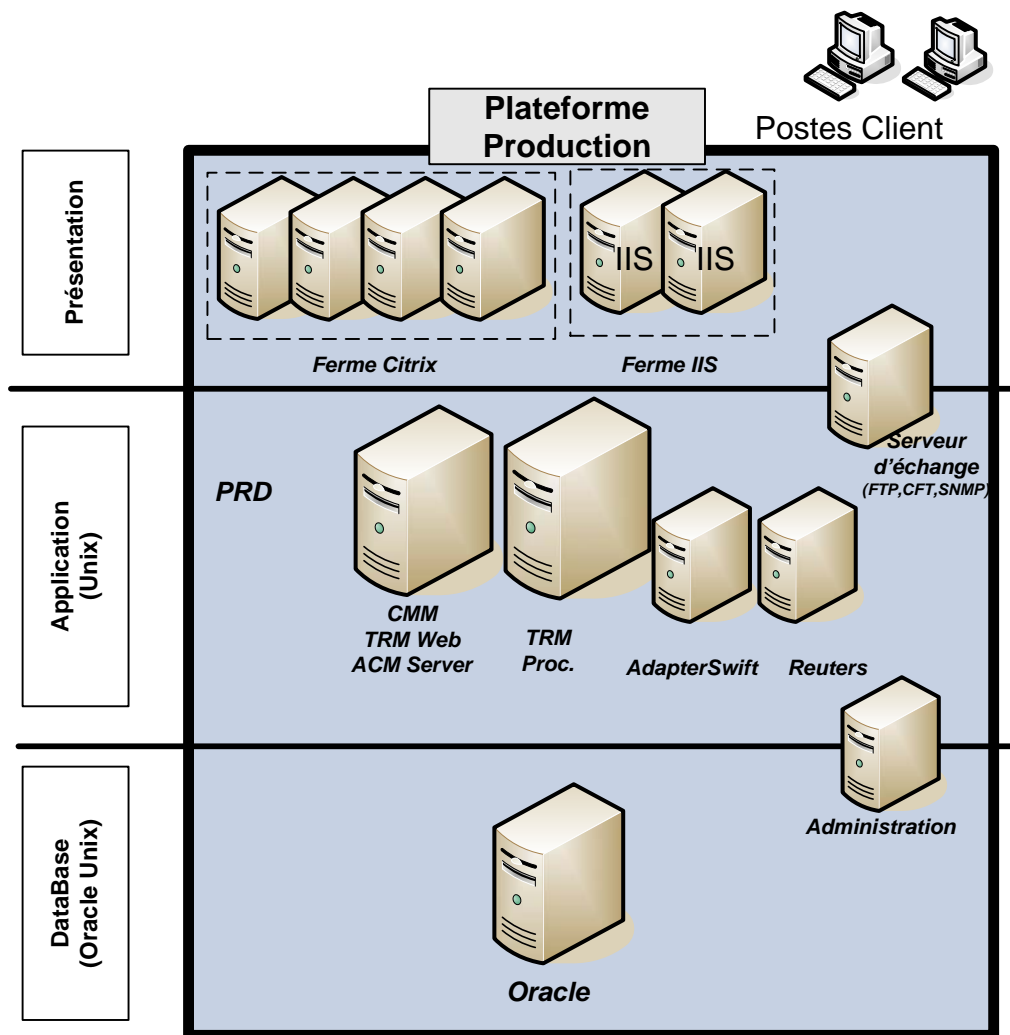 Postes Client
Plateforme
Production
Présentation
IIS
IIS
Ferme Citrix
Ferme IIS
Serveur
d'échange
(FTP,CFT,SNMP)
Application
(Unix)
PRD
CMM
TRM Web
ACM Server
TRM
Proc.
AdapterSwift
Reuters
Administration
DataBase
(Oracle Unix)
Oracle